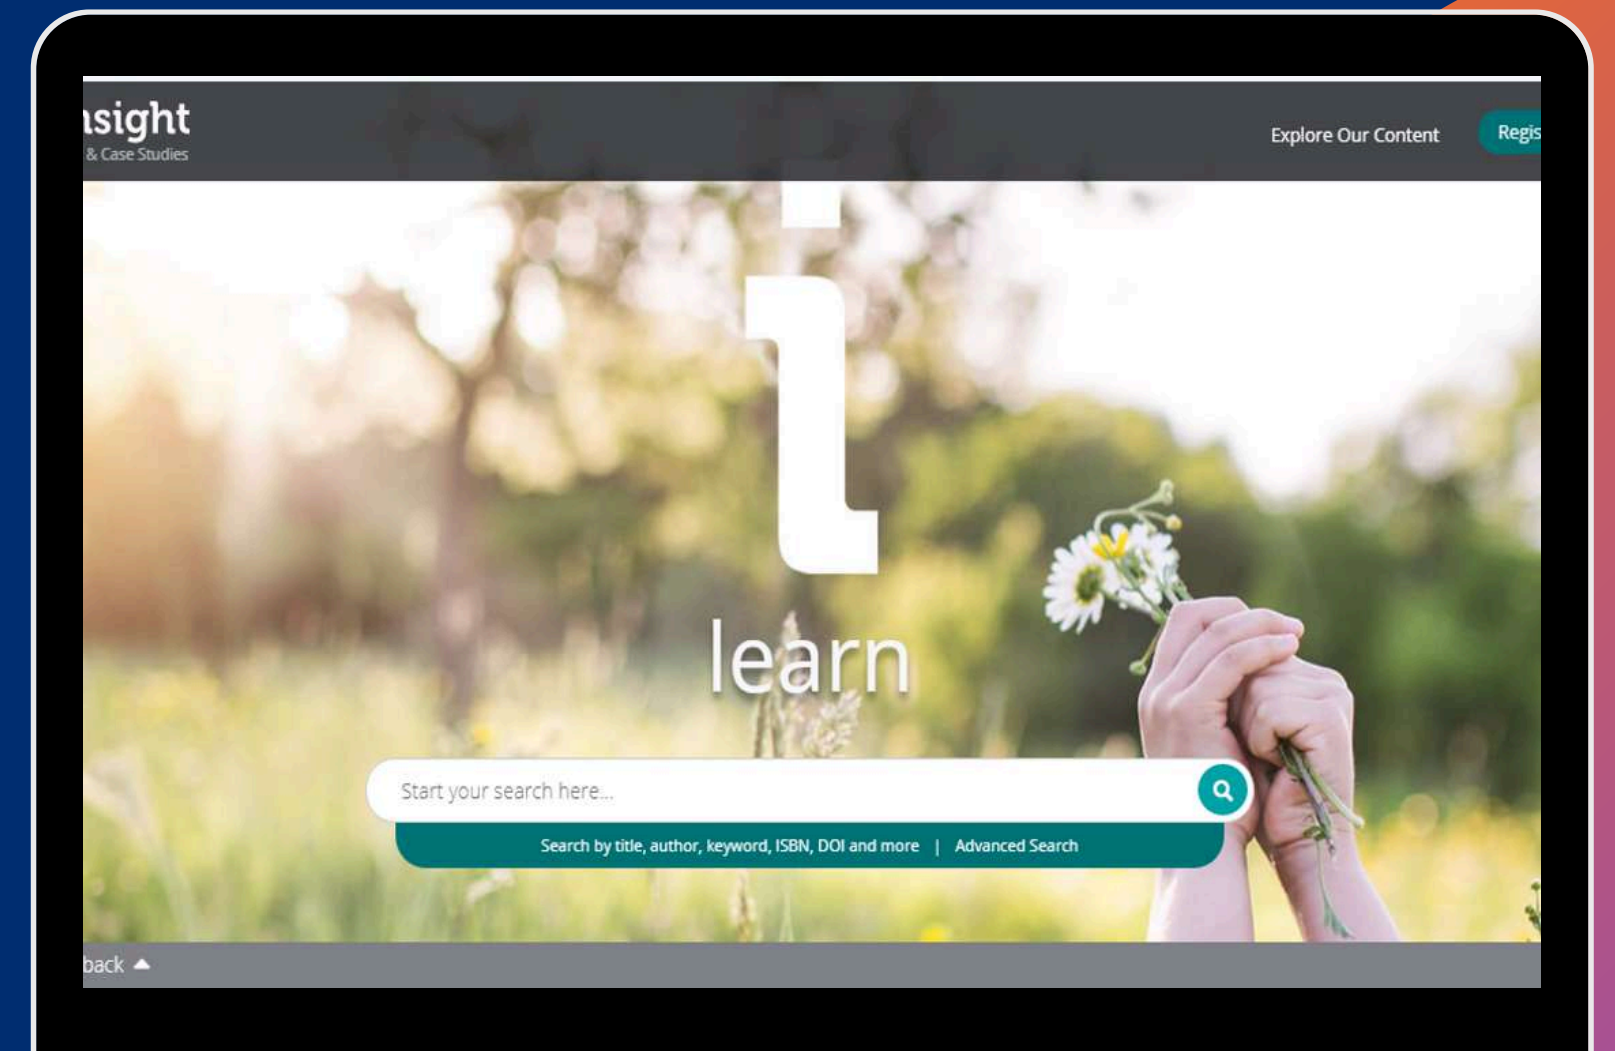 nsight
& Case Studies
Explore Our Content
Regis
i
learn
Start your search here...
Search by title, author, keyword, ISBN, DOI and more | Advanced Search
back